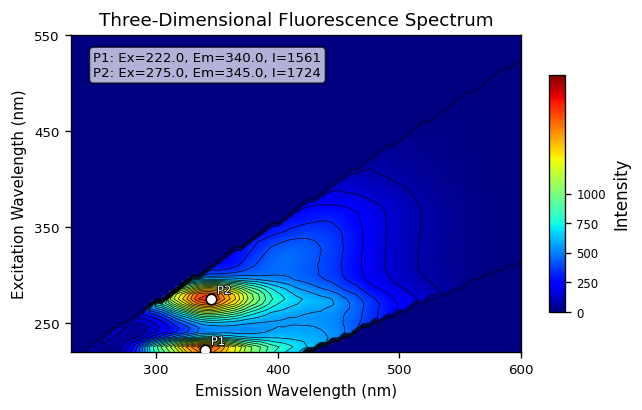 Three-Dimensional Fluorescence Spectrum
550
P1: Ex=222.0, Em=340.0, I=1561
P2: Ex=275.0, Em=345.0, I=1724
450
350
250
Excitation Wavelength (nm)
P2
P1
300
400
500
600
Emission Wavelength (nm)
1000
750
500
250
0
Intensity